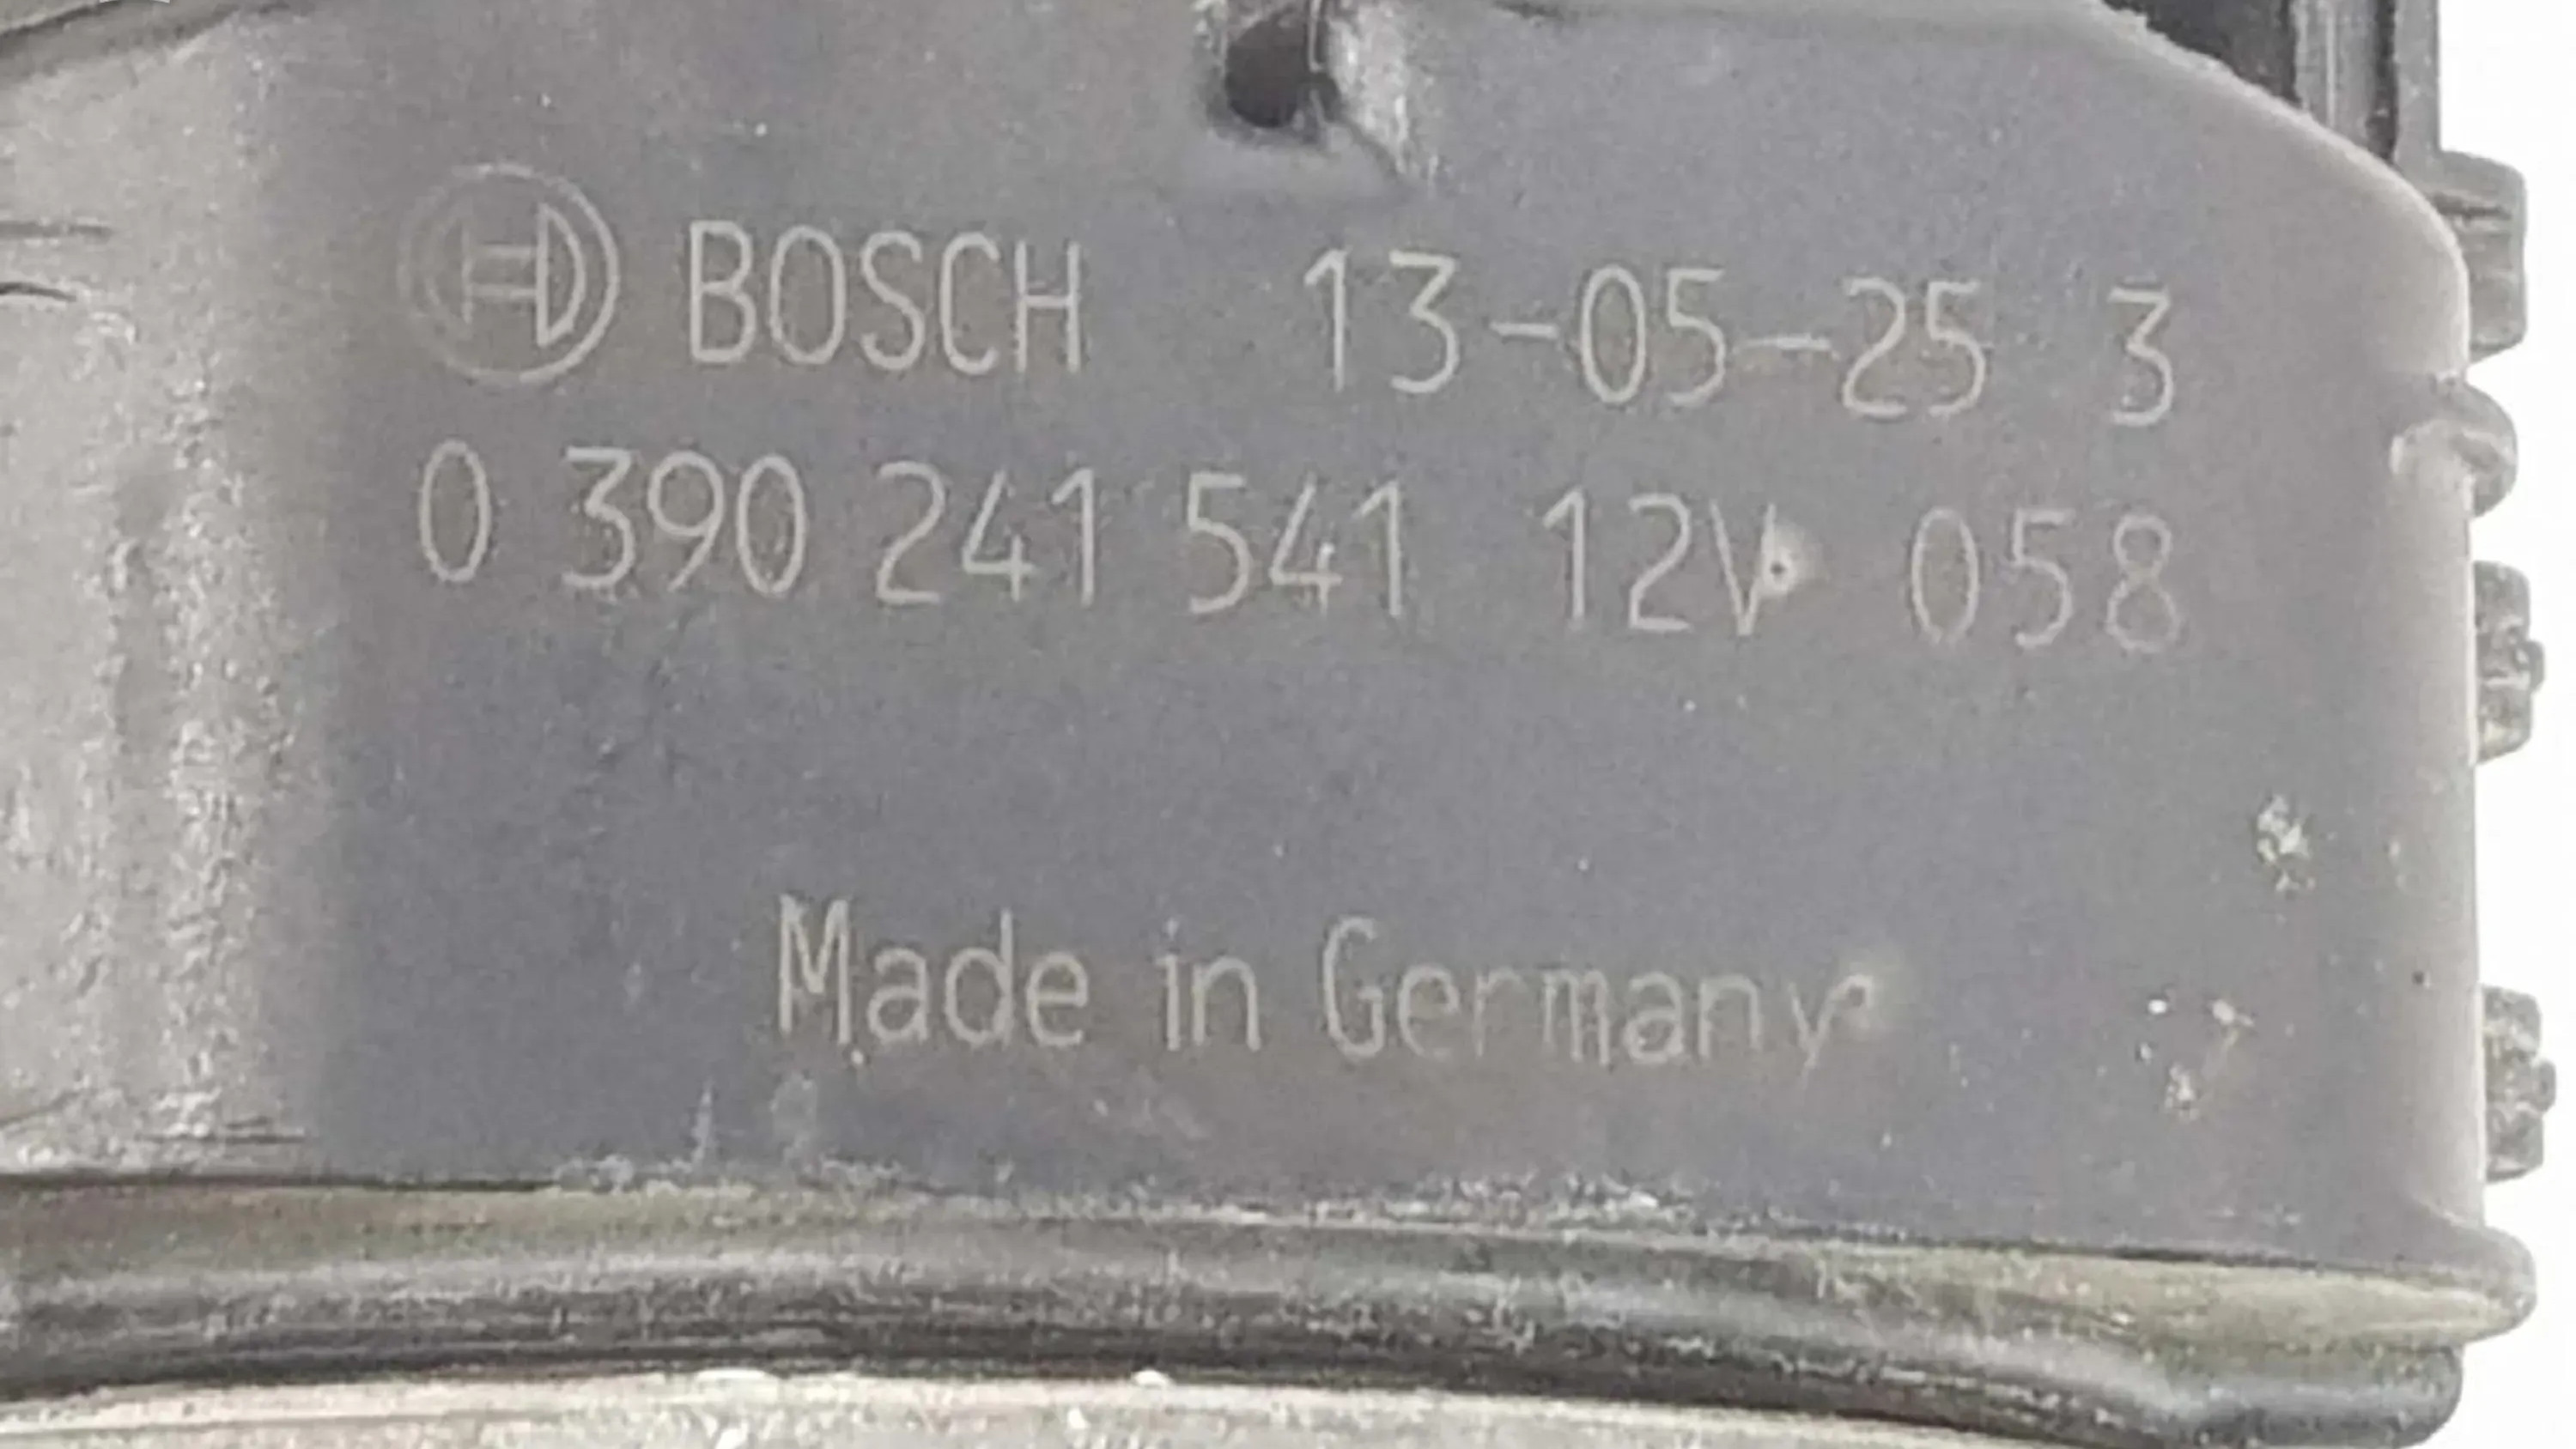 BOSCH 13-05-25 3
0 390 241 541 12V 058
Made in Germany